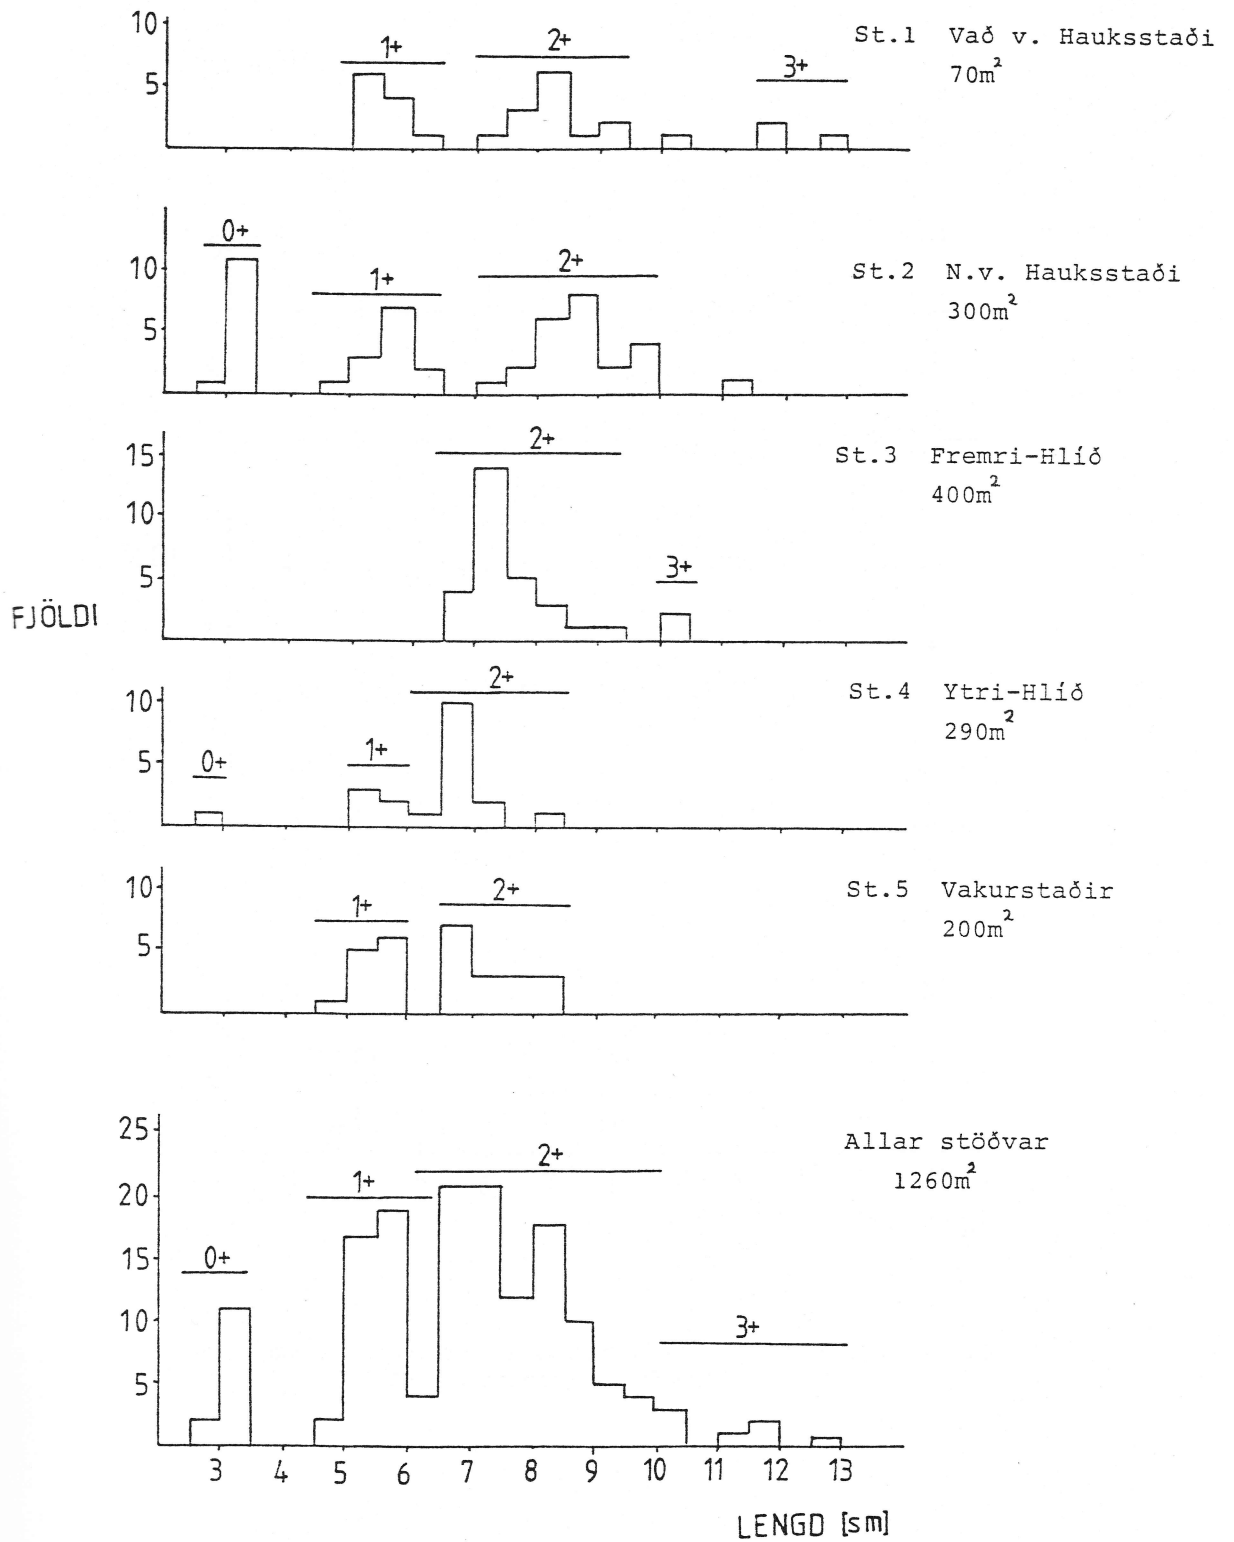 10
5
1+
2+
3+
St.1 Vað v. Hauksstaði
70m²
10
5
0+
1+
2+
St.2 N.v. Hauksstaði
300m²
15
10
5
2+
3+
St.3 Fremri-Hlíð
400m²
FJÖLDI
10
5
0+
1+
2+
St.4 Ytri-Hlíð
290m²
10
5
1+
2+
St.5 Vakurstaðir
200m²
25
20
15
10
5
0+
1+
2+
3+
Allar stöðvar
1260m²
3 4 5 6 7 8 9 10 11 12 13
LENGD [sm]